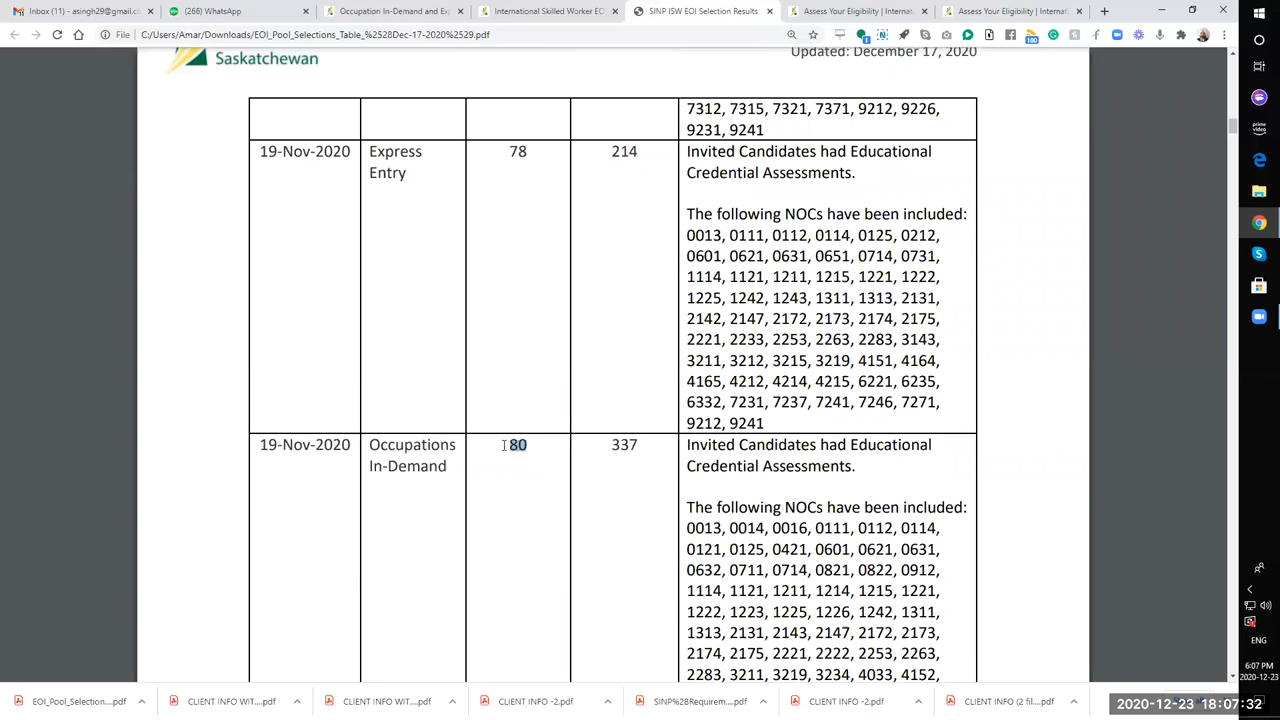 Inbox (11) - asingh29@gmail.ch
(266) WhatsApp
Occupation In-Demand and Exp
International Skilled Worker EC
SINP ISW EOI Selection Results
Assess Your Eligibility | Internat
Assess Your Eligibility | Internat
File
C:/Users/Amar/Downloads/EOI_Pool_Selections_Table_%2528Dec-17-2020%2529.pdf
Saskatchewan
Updated: December 17, 2020
7312, 7315, 7321, 7371, 9212, 9226,
9231, 9241
19-Nov-2020
Express
Entry
78
214
Invited Candidates had Educational
Credential Assessments.
The following NOCs have been included:
0013, 0111, 0112, 0114, 0125, 0212,
0601, 0621, 0631, 0651, 0714, 0731,
1114, 1121, 1211, 1215, 1221, 1222,
1225, 1242, 1243, 1311, 1313, 2131,
2142, 2147, 2172, 2173, 2174, 2175,
2221, 2233, 2253, 2263, 2283, 3143,
3211, 3212, 3215, 3219, 4151, 4164,
4165, 4212, 4214, 4215, 6221, 6235,
6332, 7231, 7237, 7241, 7246, 7271,
9212, 9241
19-Nov-2020
Occupations
In-Demand
80
337
Invited Candidates had Educational
Credential Assessments.
The following NOCs have been included:
0013, 0014, 0016, 0111, 0112, 0114,
0121, 0125, 0421, 0601, 0621, 0631,
0632, 0711, 0714, 0821, 0822, 0912,
1114, 1121, 1211, 1214, 1215, 1221,
1222, 1223, 1225, 1226, 1242, 1311,
1313, 2131, 2143, 2147, 2172, 2173,
2174, 2175, 2221, 2222, 2253, 2263,
2283, 3211, 3219, 3234, 4033, 4152,
prime video
ENG
6:07 PM
2020-12-23
EOI_Pool_Selection....pdf
CLIENT INFO WIT....pdf
CLIENT INFO WIT....pdf
CLIENT INFO.pdf
SINP%28Requirem....pdf
CLIENT INFO -2.pdf
CLIENT INFO (2 fil....pdf
2020-12-23 18:07:32